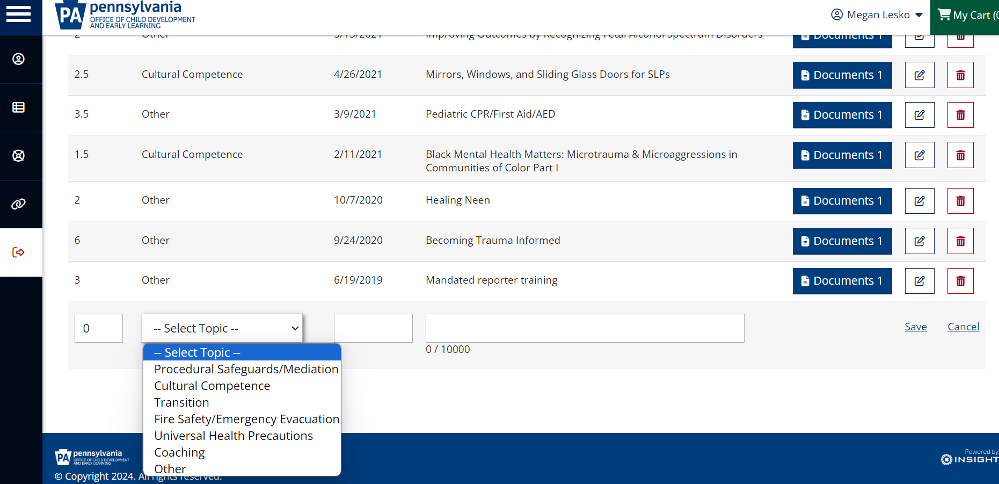 pennsylvania
OFFICE OF CHILD DEVELOPMENT
AND EARLY LEARNING
PA
Megan Lesko
My Cart (0
2 Other 5/13/2021 Improving Outcomes by Recognizing Fetal Alcohol Spectrum Disorders Documents 1
2.5 Cultural Competence 4/26/2021 Mirrors, Windows, and Sliding Glass Doors for SLPs Documents 1
3.5 Other 3/9/2021 Pediatric CPR/First Aid/AED Documents 1
1.5 Cultural Competence 2/11/2021 Black Mental Health Matters: Microtrauma & Microaggressions in Documents 1
Communities of Color Part I
2 Other 10/7/2020 Healing Neen Documents 1
6 Other 9/24/2020 Becoming Trauma Informed Documents 1
3 Other 6/19/2019 Mandated reporter training Documents 1
0 -- Select Topic -- Save Cancel
0 / 10000
-- Select Topic --
Procedural Safeguards/Mediation
Cultural Competence
Transition
Fire Safety/Emergency Evacuation
Universal Health Precautions
Coaching
Other
PA pennsylvania
OFFICE OF CHILD DEVELOPMENT
AND EARLY LEARNING
© Copyright 2024. All rights reserved.
Powered by
INSIGHT